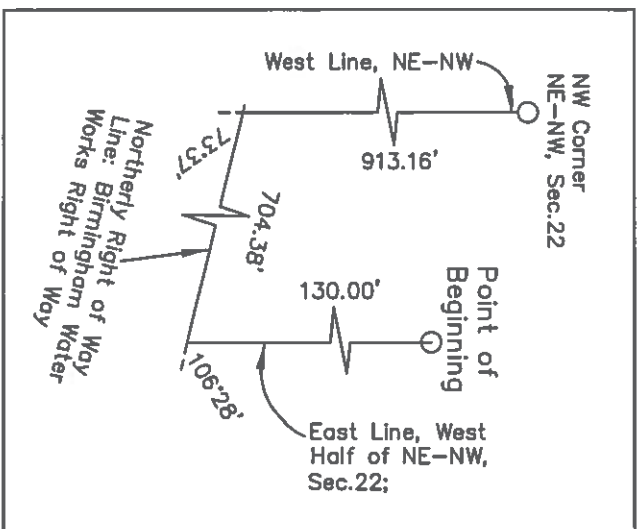 West Line, NE-NW
NW Corner
NE-NW, Sec.22
913.16'
73°37'
704.38'
Northerly Right of Way
Line: Birmingham Water
Works Right of Way
130.00'
Point of
Beginning
106°28'
East Line, West
Half of NE-NW,
Sec.22;